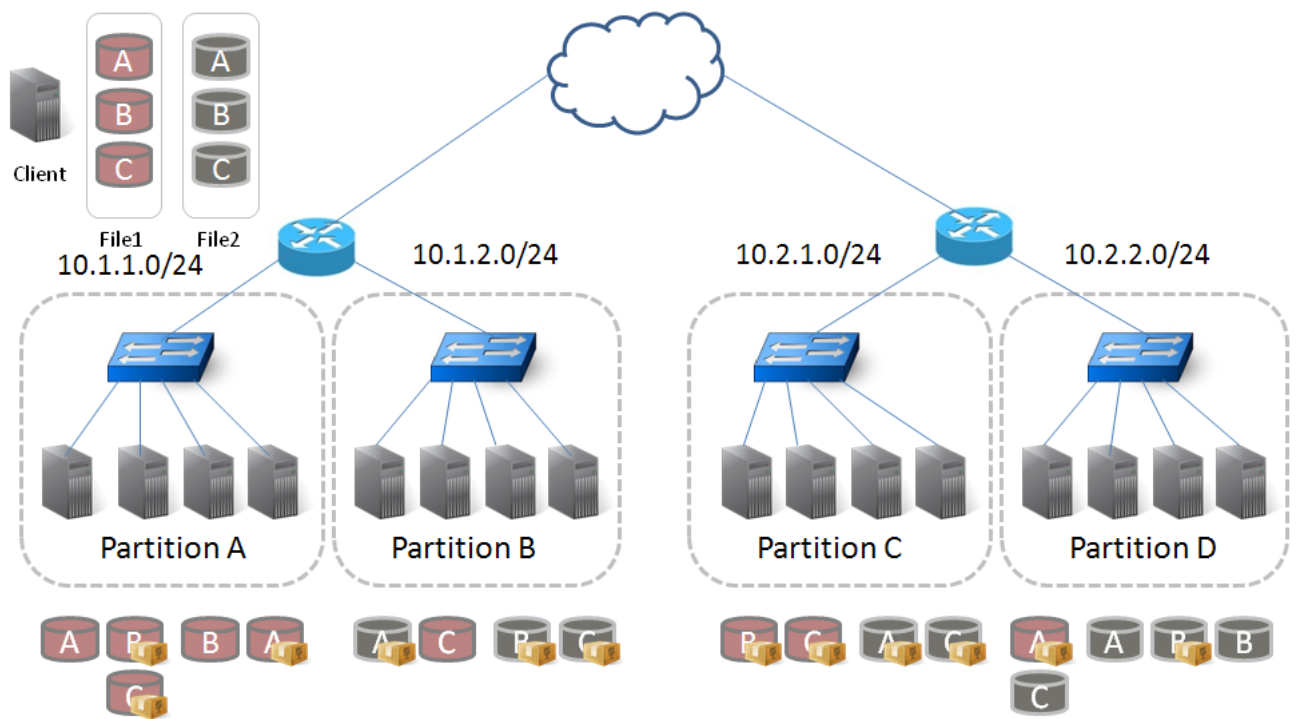 A
A
B
B
C
C
Client
File1
File2
10.1.1.0/24
10.1.2.0/24
10.2.1.0/24
10.2.2.0/24
Partition A
Partition B
Partition C
Partition D
A B B A A C B C B C A C A A B B
C C